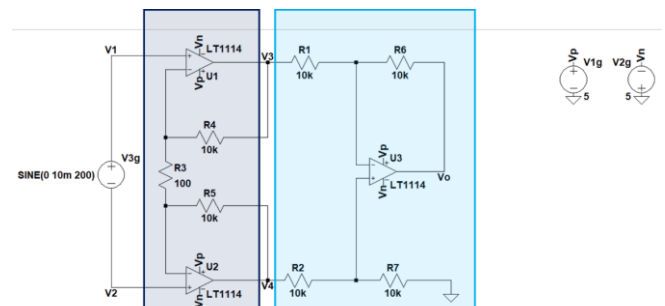 V1
Vn
LT1114
Vp
U1
V3
R1
10k
R6
10k
Vp
V1g
5
Vn
V2g
5
R4
10k
V3g
SINE(0 10m 200)
R3
100
R5
10k
Vp
U3
Vn
LT1114
Vo
V2
Vp
U2
Vn
LT1114
V4
R2
10k
R7
10k